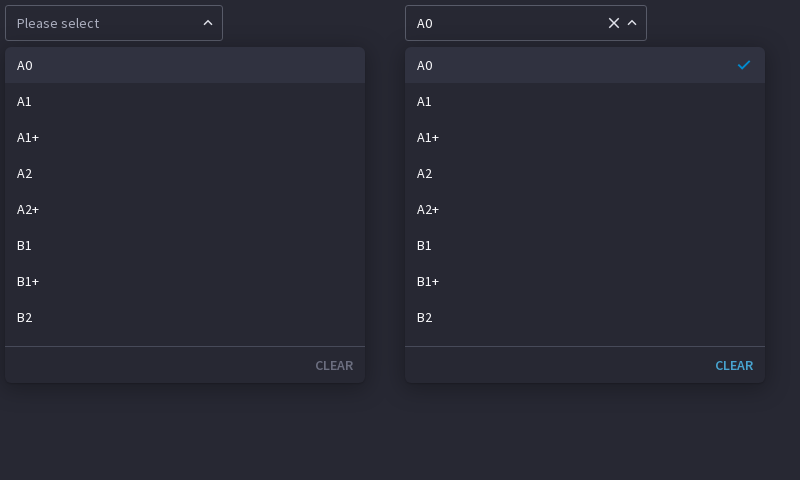 Please select
A0
A1
A1+
A2
A2+
B1
B1+
B2
CLEAR
A0
A0
A1
A1+
A2
A2+
B1
B1+
B2
CLEAR